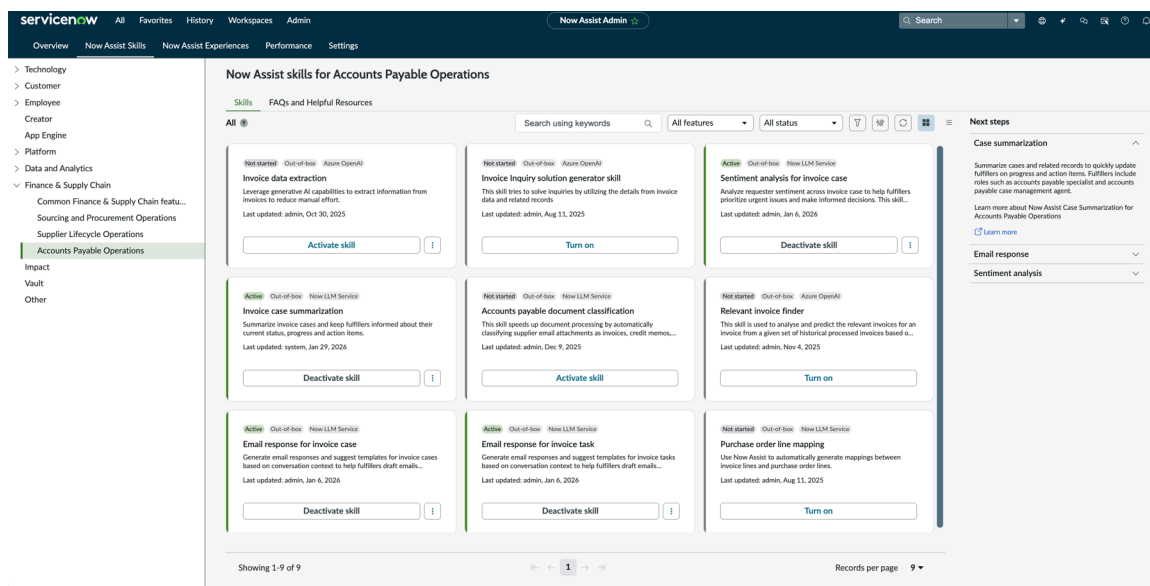 servicenow All Favorites History Workspaces Admin Now Assist Admin Search
Overview Now Assist Skills Now Assist Experiences Performance Settings
Technology
Customer
Employee
Creator
App Engine
Platform
Data and Analytics
Finance & Supply Chain
Common Finance & Supply Chain featu...
Sourcing and Procurement Operations
Supplier Lifecycle Operations
Accounts Payable Operations
Impact
Vault
Other
Now Assist skills for Accounts Payable Operations
Skills FAQs and Helpful Resources
All 9
Search using keywords All features All status
Not started Out-of-box Azure OpenAI
Invoice data extraction
Leverage generative AI capabilities to extract information from
invoices to reduce manual effort.
Last updated: admin, Oct 30, 2025
Activate skill
Not started Out-of-box Azure OpenAI
Invoice Inquiry solution generator skill
This skill tries to solve inquiries by utilizing the details from invoice
data and related records
Last updated: admin, Aug 11, 2025
Turn on
Active Out-of-box Now LLM Service
Sentiment analysis for invoice case
Analyze requester sentiment across invoice case to help fulfillers
prioritize urgent issues and make informed decisions. This skill...
Last updated: admin, Jan 6, 2026
Deactivate skill
Active Out-of-box Now LLM Service
Invoice case summarization
Summarize invoice cases and keep fulfillers informed about their
current status, progress and action items.
Last updated: system, Jan 29, 2026
Deactivate skill
Not started Out-of-box Now LLM Service
Accounts payable document classification
This skill speeds up document processing by automatically
classifying supplier email attachments as invoices, credit memos,...
Last updated: admin, Dec 9, 2025
Activate skill
Not started Out-of-box Azure OpenAI
Relevant invoice finder
This skill is used to analyse and predict the relevant invoices for an
invoice from a given set of historical processed invoices based o...
Last updated: admin, Nov 4, 2025
Turn on
Active Out-of-box Now LLM Service
Email response for invoice case
Generate email responses and suggest templates for invoice cases
based on conversation context to help fulfillers draft emails...
Last updated: admin, Jan 6, 2026
Deactivate skill
Active Out-of-box Now LLM Service
Email response for invoice task
Generate email responses and suggest templates for invoice tasks
based on conversation context to help fulfillers draft emails...
Last updated: admin, Jan 6, 2026
Deactivate skill
Not started Out-of-box Now LLM Service
Purchase order line mapping
Use Now Assist to automatically generate mappings between
invoice lines and purchase order lines.
Last updated: admin, Aug 11, 2025
Turn on
Showing 1-9 of 9 1 Records per page 9
Next steps
Case summarization
Summarize cases and related records to quickly update
fulfillers on progress and action items. Fulfillers include
roles such as accounts payable specialist and accounts
payable case management agent.
Learn more about Now Assist Case Summarization for
Accounts Payable Operations
Learn more
Email response
Sentiment analysis